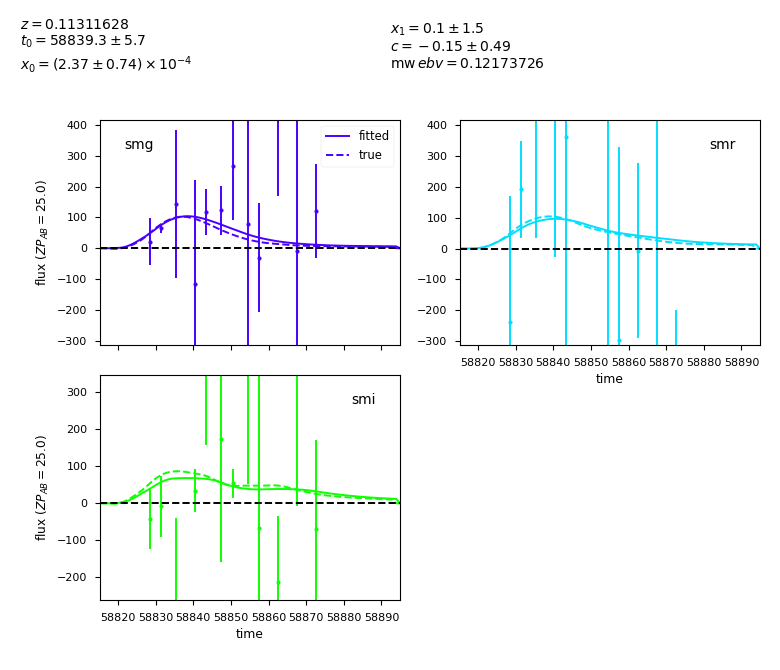 z = 0.11311628
t₀ = 58839.3 ± 5.7
x₀ = (2.37 ± 0.74) × 10⁻⁴
x₁ = 0.1 ± 1.5
c = −0.15 ± 0.49
mw ebv = 0.12173726
smg
fitted
true
400
300
200
100
0
−100
−200
−300
flux (ZP_AB = 25.0)
smr
400
300
200
100
0
−100
−200
−300
58820 58830 58840 58850 58860 58870 58880 58890
time
smi
300
200
100
0
−100
−200
flux (ZP_AB = 25.0)
58820 58830 58840 58850 58860 58870 58880 58890
time